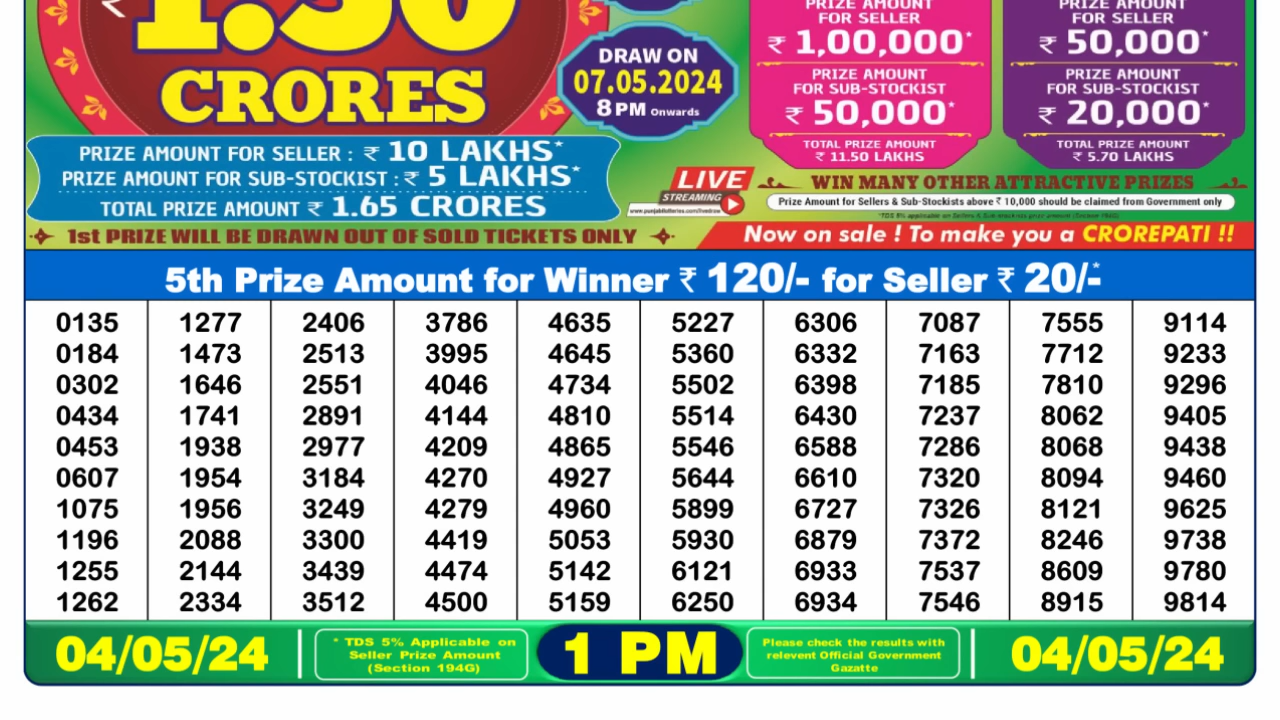 ₹ 1.50
CRORES
DRAW ON
07.05.2024
8 PM Onwards
PRIZE AMOUNT
FOR SELLER
₹ 1,00,000*
PRIZE AMOUNT
FOR SUB-STOCKIST
₹ 50,000*
TOTAL PRIZE AMOUNT
₹ 11.50 LAKHS
PRIZE AMOUNT
FOR SELLER
₹ 50,000*
PRIZE AMOUNT
FOR SUB-STOCKIST
₹ 20,000*
TOTAL PRIZE AMOUNT
₹ 5.70 LAKHS
PRIZE AMOUNT FOR SELLER : ₹ 10 LAKHS*
PRIZE AMOUNT FOR SUB-STOCKIST : ₹ 5 LAKHS*
TOTAL PRIZE AMOUNT ₹ 1.65 CRORES
LIVE
STREAMING
WIN MANY OTHER ATTRACTIVE PRIZES
Prize Amount for Sellers & Sub-Stockists above ₹ 10,000 should be claimed from Government only
1st PRIZE WILL BE DRAWN OUT OF SOLD TICKETS ONLY
Now on sale ! To make you a CROREPATI !!
5th Prize Amount for Winner ₹ 120/- for Seller ₹ 20/-*
0135 1277 2406 3786 4635 5227 6306 7087 7555 9114
0184 1473 2513 3995 4645 5360 6332 7163 7712 9233
0302 1646 2551 4046 4734 5502 6398 7185 7810 9296
0434 1741 2891 4144 4810 5514 6430 7237 8062 9405
0453 1938 2977 4209 4865 5546 6588 7286 8068 9438
0607 1954 3184 4270 4927 5644 6610 7320 8094 9460
1075 1956 3249 4279 4960 5899 6727 7326 8121 9625
1196 2088 3300 4419 5053 5930 6879 7372 8246 9738
1255 2144 3439 4474 5142 6121 6933 7537 8609 9780
1262 2334 3512 4500 5159 6250 6934 7546 8915 9814
04/05/24
* TDS 5% Applicable on
Seller Prize Amount
(Section 194G)
1 PM
Please check the results with
relevent Official Government
Gazatte
04/05/24